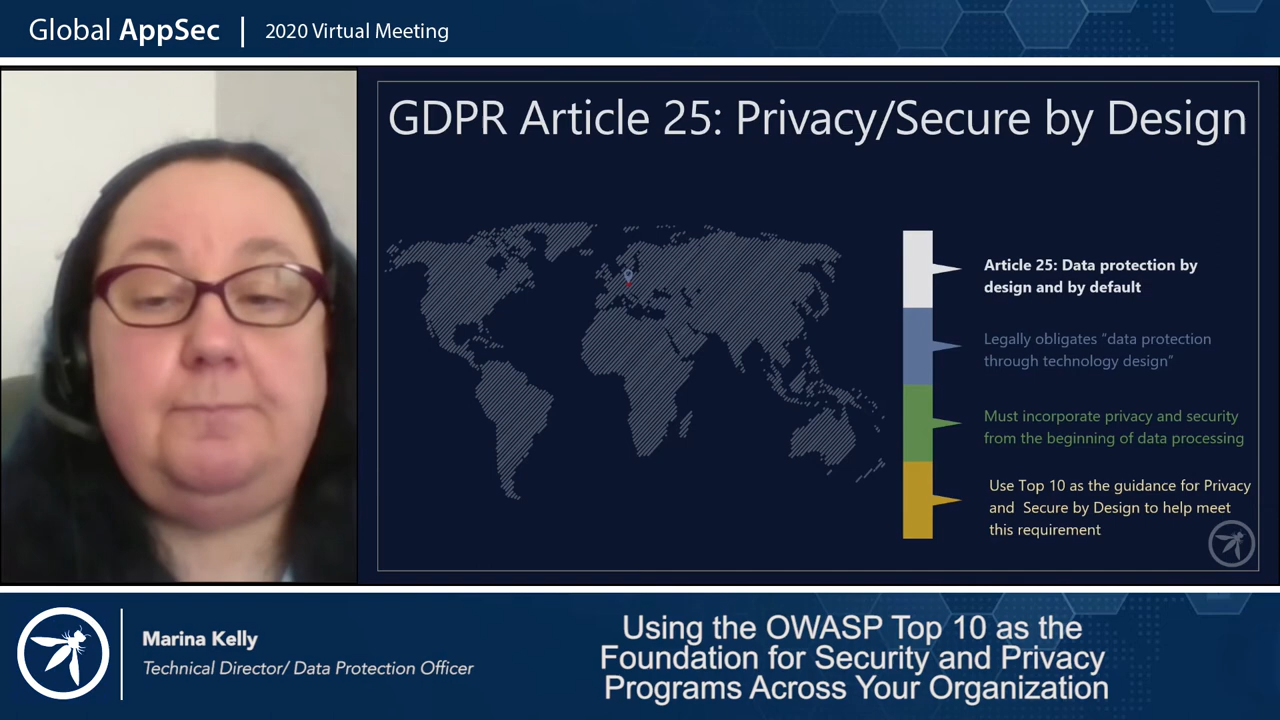 Global AppSec | 2020 Virtual Meeting
GDPR Article 25: Privacy/Secure by Design
Article 25: Data protection by
design and by default
Legally obligates “data protection
through technology design”
Must incorporate privacy and security
from the beginning of data processing
Use Top 10 as the guidance for Privacy
and Secure by Design to help meet
this requirement
Marina Kelly
Technical Director/ Data Protection Officer
Using the OWASP Top 10 as the
Foundation for Security and Privacy
Programs Across Your Organization